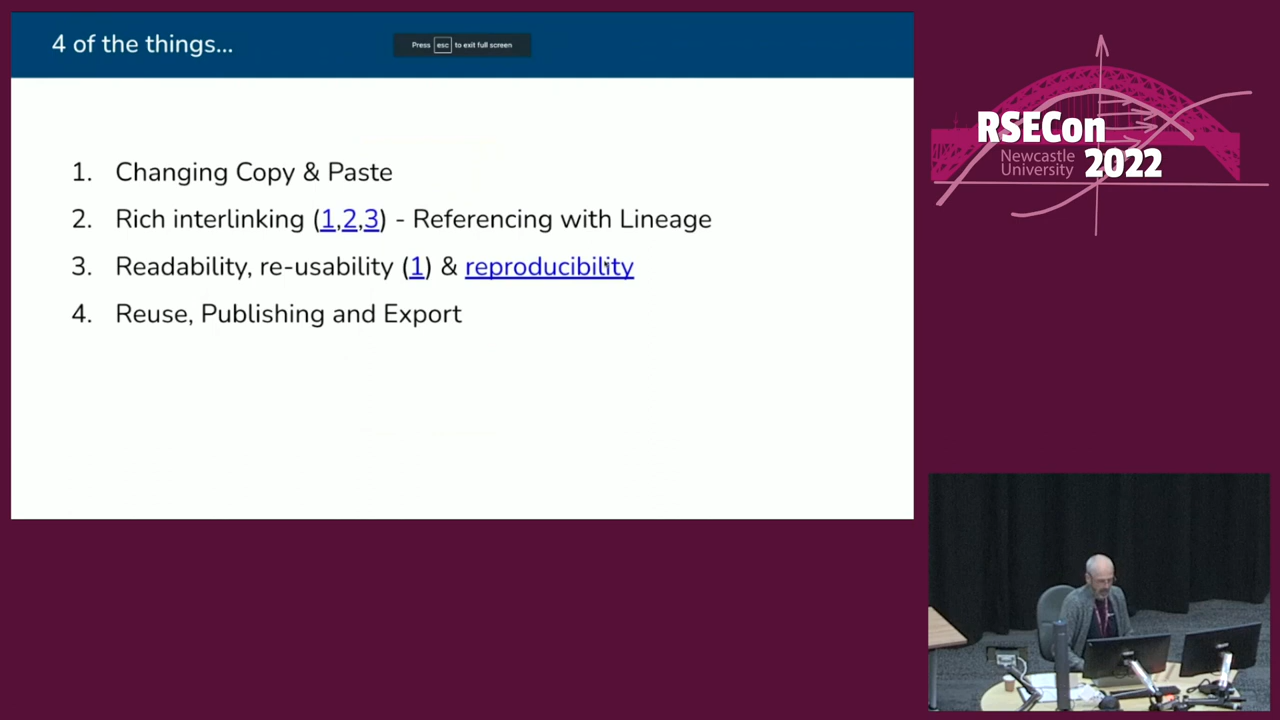 4 of the things...
Press esc to exit full screen
1. Changing Copy & Paste
2. Rich interlinking (1,2,3) - Referencing with Lineage
3. Readability, re-usability (1) & reproducibility
4. Reuse, Publishing and Export
RSECon
Newcastle
University
2022